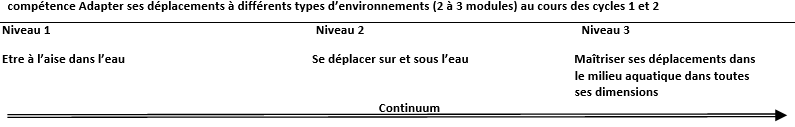 compétence Adapter ses déplacements à différents types d’environnements (2 à 3 modules) au cours des cycles 1 et 2
Niveau 1 Niveau 2 Niveau 3
Etre à l’aise dans l’eau Se déplacer sur et sous l’eau Maîtriser ses déplacements dans
le milieu aquatique dans toutes
ses dimensions
Continuum